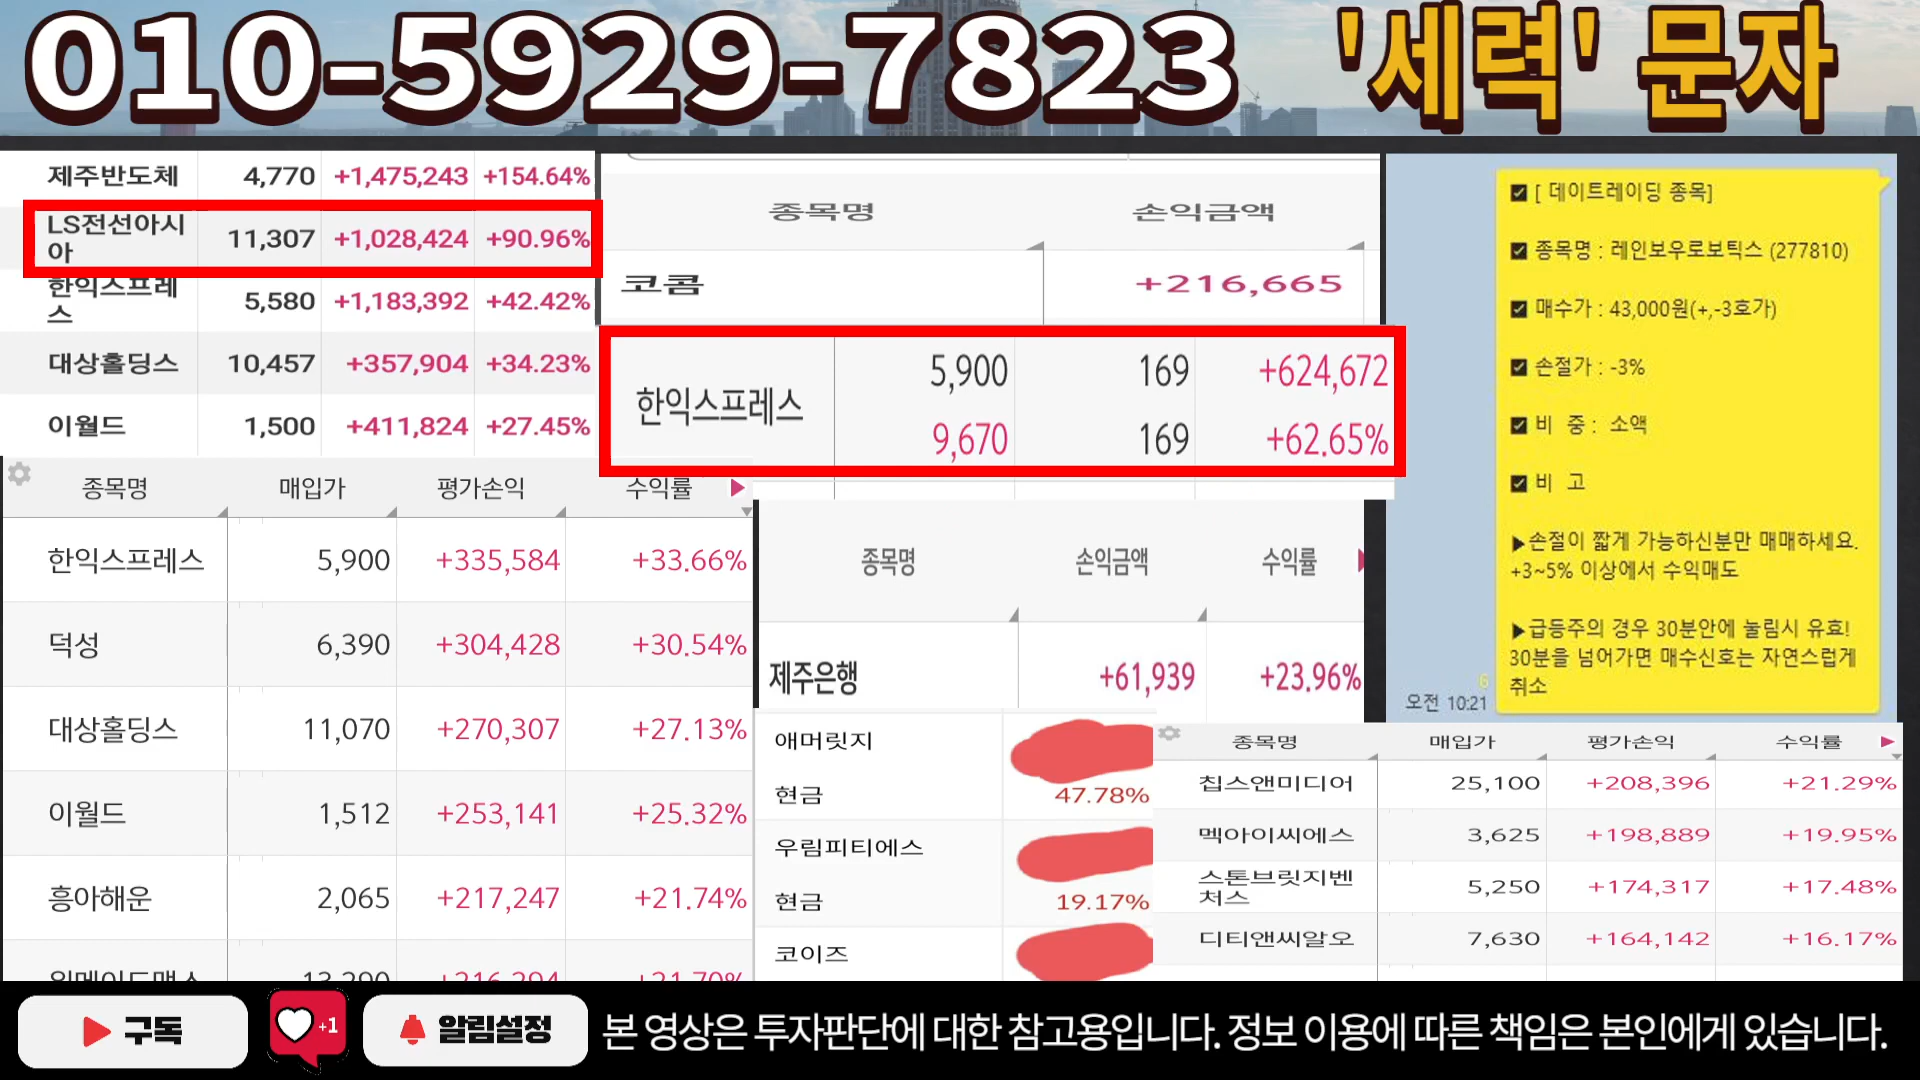 010-5929-7823 '세력' 문자
제주반도체 4,770 +1,475,243 +154.64%
LS전선아시아 11,307 +1,028,424 +90.96%
한익스프레스 5,580 +1,183,392 +42.42%
대상홀딩스 10,457 +357,904 +34.23%
이월드 1,500 +411,824 +27.45%
종목명 손익금액
코콤 +216,665
한익스프레스 5,900 169 +624,672
9,670 169 +62.65%
종목명 매입가 평가손익 수익률
한익스프레스 5,900 +335,584 +33.66%
덕성 6,390 +304,428 +30.54%
대상홀딩스 11,070 +270,307 +27.13%
이월드 1,512 +253,141 +25.32%
흥아해운 2,065 +217,247 +21.74%
종목명 손익금액 수익률
제주은행 +61,939 +23.96%
애머릿지
현금 47.78%
우림피티에스
현금 19.17%
코이즈
[ 데이트레이딩 종목]
종목명 : 레인보우로보틱스 (277810)
매수가 : 43,000원(+,-3호가)
손절가 : -3%
비 중 : 소액
비 고
▶손절이 짧게 가능하신분만 매매하세요.
+3~5% 이상에서 수익매도
▶급등주의 경우 30분안에 눌림시 유효!
30분을 넘어가면 매수신호는 자연스럽게
취소
6
오전 10:21
종목명 매입가 평가손익 수익률
칩스앤미디어 25,100 +208,396 +21.29%
멕아이씨에스 3,625 +198,889 +19.95%
스톤브릿지벤처스 5,250 +174,317 +17.48%
디티앤씨알오 7,630 +164,142 +16.17%
구독 +1 알림설정 본 영상은 투자판단에 대한 참고용입니다. 정보 이용에 따른 책임은 본인에게 있습니다.